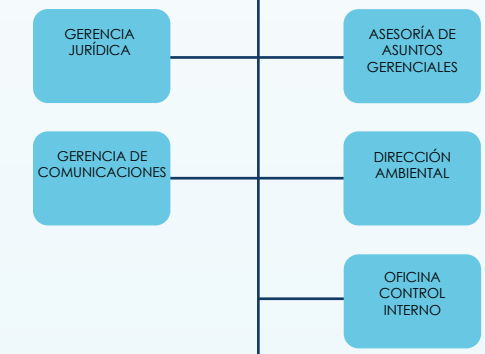 GERENCIA
JURÍDICA
ASESORÍA DE
ASUNTOS
GERENCIALES
GERENCIA DE
COMUNICACIONES
DIRECCIÓN
AMBIENTAL
OFICINA
CONTROL
INTERNO